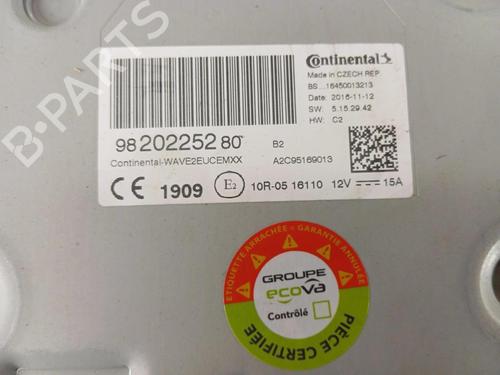 Continental
Made in CZECH REP
BS ...16450013213
Date: 2016-11-12
SW: 5.15.29.42
HW: C2
98 202 252 80
B2
Continental-WAVE2EUCEMXX
A2C95169013
CE 1909 E2 10R-05 16110 12V 15A
ETIQUETTE ARRACHÉE = GARANTIE ANNULÉE
GROUPE
ecova
Contrôlé
PIÈCE CERTIFIÉE